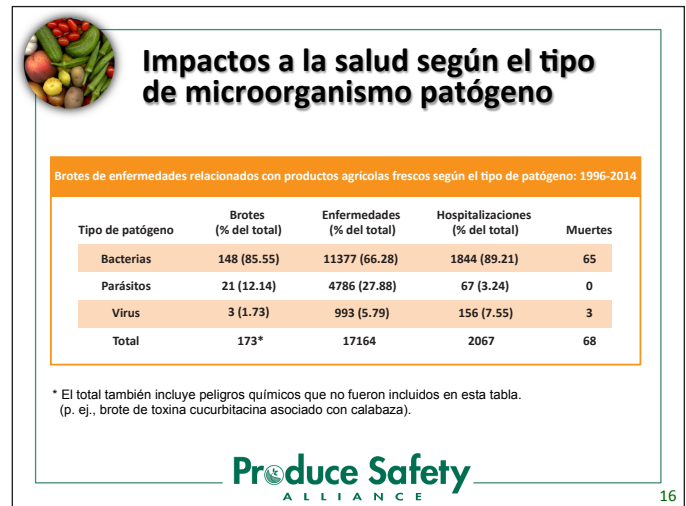 Impactos a la salud según el tipo
de microorganismo patógeno
Brotes de enfermedades relacionados con productos agrícolas frescos según el tipo de patógeno: 1996-2014
Tipo de patógeno Brotes (% del total) Enfermedades (% del total) Hospitalizaciones (% del total) Muertes
Bacterias 148 (85.55) 11377 (66.28) 1844 (89.21) 65
Parásitos 21 (12.14) 4786 (27.88) 67 (3.24) 0
Virus 3 (1.73) 993 (5.79) 156 (7.55) 3
Total 173* 17164 2067 68
* El total también incluye peligros químicos que no fueron incluidos en esta tabla.
(p. ej., brote de toxina cucurbitacina asociado con calabaza).
Produce Safety
ALLIANCE
16